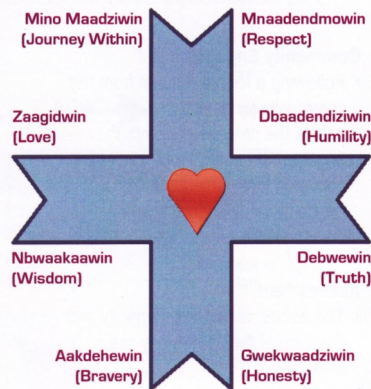 Mino Maadziwin
(Journey Within)
Mnaadendmowin
(Respect)
Zaagidwin
(Love)
Dbaadendiziwin
(Humility)
Nbwaakaawin
(Wisdom)
Debwewin
(Truth)
Aakdehewin
(Bravery)
Gwekwaadziwin
(Honesty)